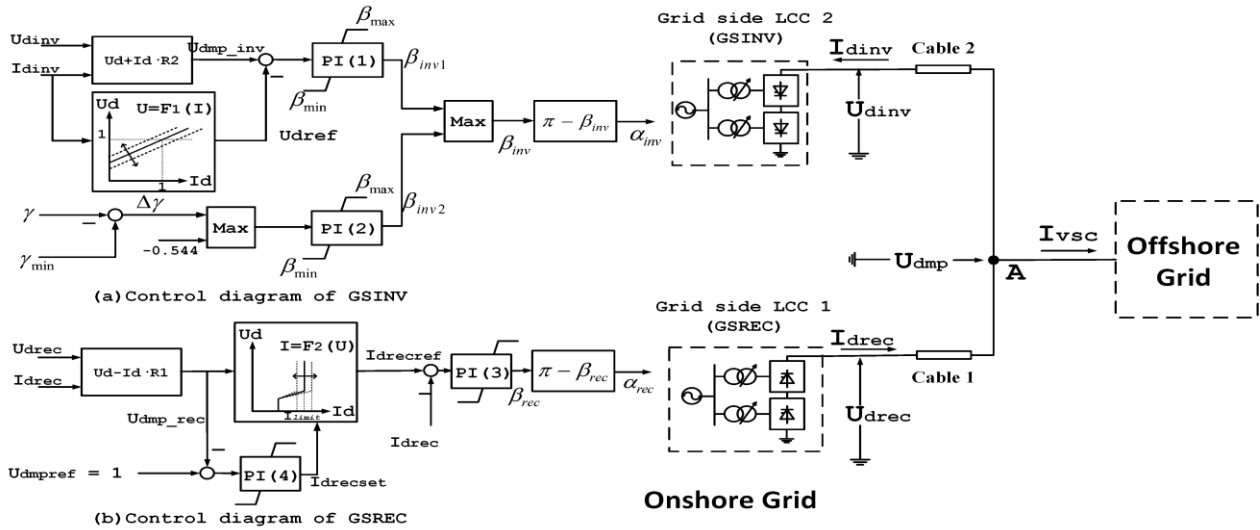 Udinv
Idinv
Ud+Id·R2
Udmp_inv
−
PI(1)
βmax
βmin
βinv1
Ud
U=F1(I)
1
1
Id
Udref
Max
βinv
π − βinv
αinv
γ
−
γmin
Δγ
-0.544
Max
PI(2)
βmax
βmin
βinv2
(a)Control diagram of GSINV
Grid side LCC 2
(GSINV)
Idinv
Cable 2
Udinv
Udmp
A
Ivsc
Offshore
Grid
Grid side LCC 1
(GSREC)
Idrec
Cable 1
Udrec
Udrec
Idrec
Ud-Id·R1
Udmp_rec
−
Udmpref = 1
Ud
I=F2(U)
Ilimit
Id
PI(4)
Idrecset
Idrecref
−
Idrec
PI(3)
βrec
π − βrec
αrec
(b)Control diagram of GSREC
Onshore Grid